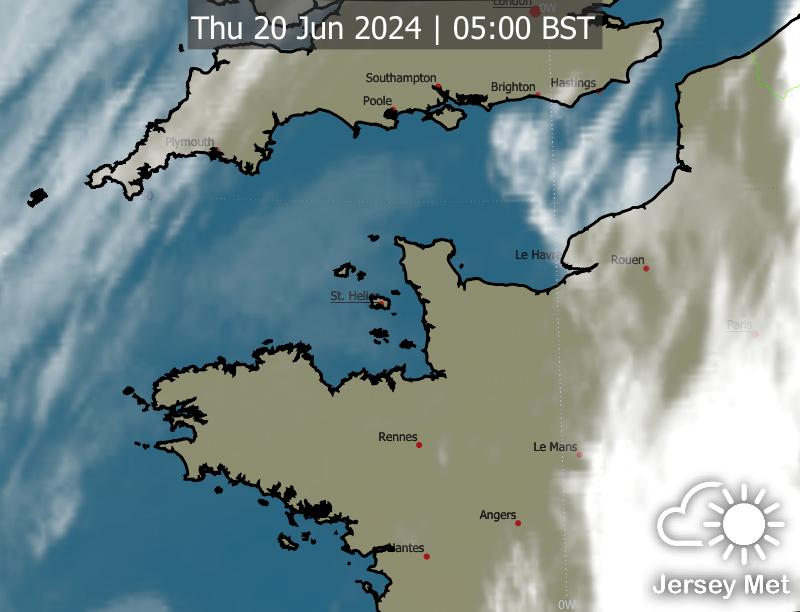 London
0W
Thu 20 Jun 2024 | 05:00 BST
Southampton
Brighton
Hastings
Poole
Plymouth
50
Le Havre
Rouen
St. Helier
Paris
Rennes
Le Mans
Angers
Nantes
0W
Jersey Met